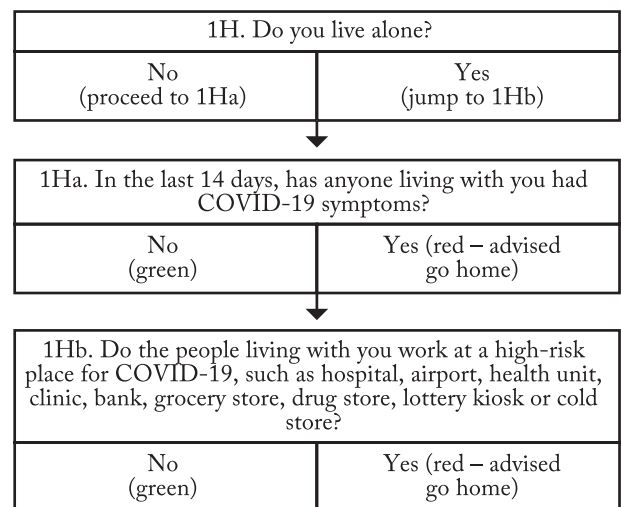 1H. Do you live alone?
No
(proceed to 1Ha)
Yes
(jump to 1Hb)
1Ha. In the last 14 days, has anyone living with you had
COVID-19 symptoms?
No
(green)
Yes (red – advised
go home)
1Hb. Do the people living with you work at a high-risk
place for COVID-19, such as hospital, airport, health unit,
clinic, bank, grocery store, drug store, lottery kiosk or cold
store?
No
(green)
Yes (red – advised
go home)